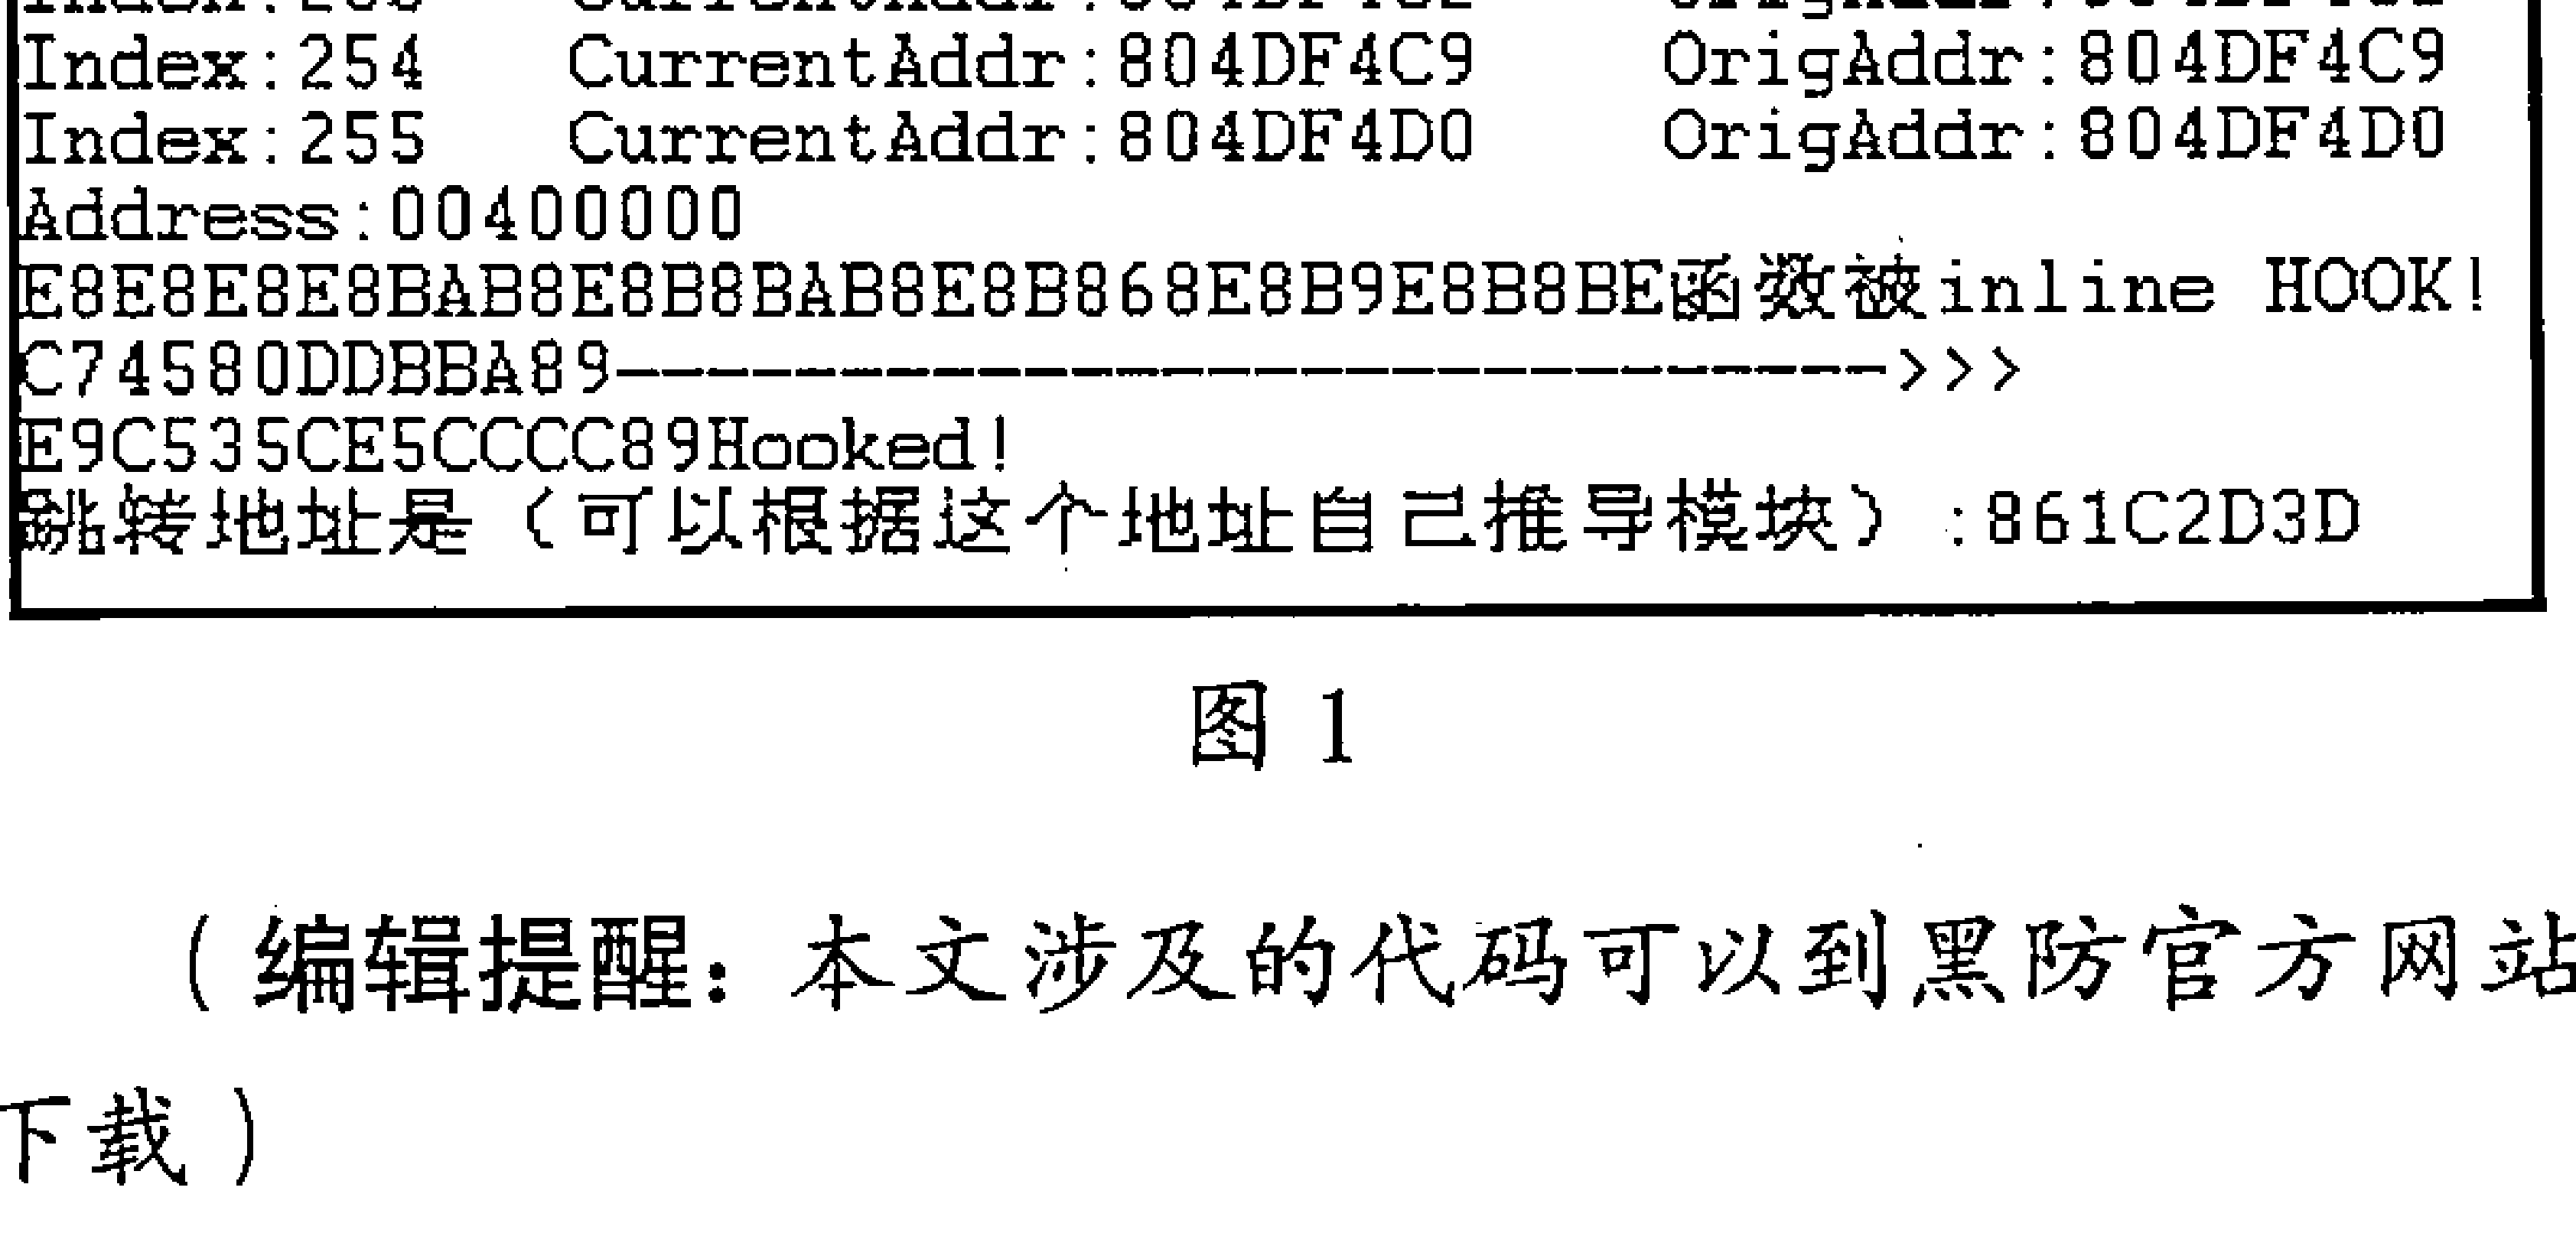 Index:254 CurrentAddr:804DF4C9 OrigAddr:804DF4C9
Index:255 CurrentAddr:804DF4D0 OrigAddr:804DF4D0
Address:00400000
E8E8E8E8BAB8E8B8BAB8E8B868E8B9E8B8BE函数被inline HOOK!
C74580DDBBA89---------------------------->>>
E9C535CE5CCCC89Hooked!
跳转地址是（可以根据这个地址自己推导模块）:861C2D3D
图 1
（编辑提醒：本文涉及的代码可以到黑防官方网站
下载）